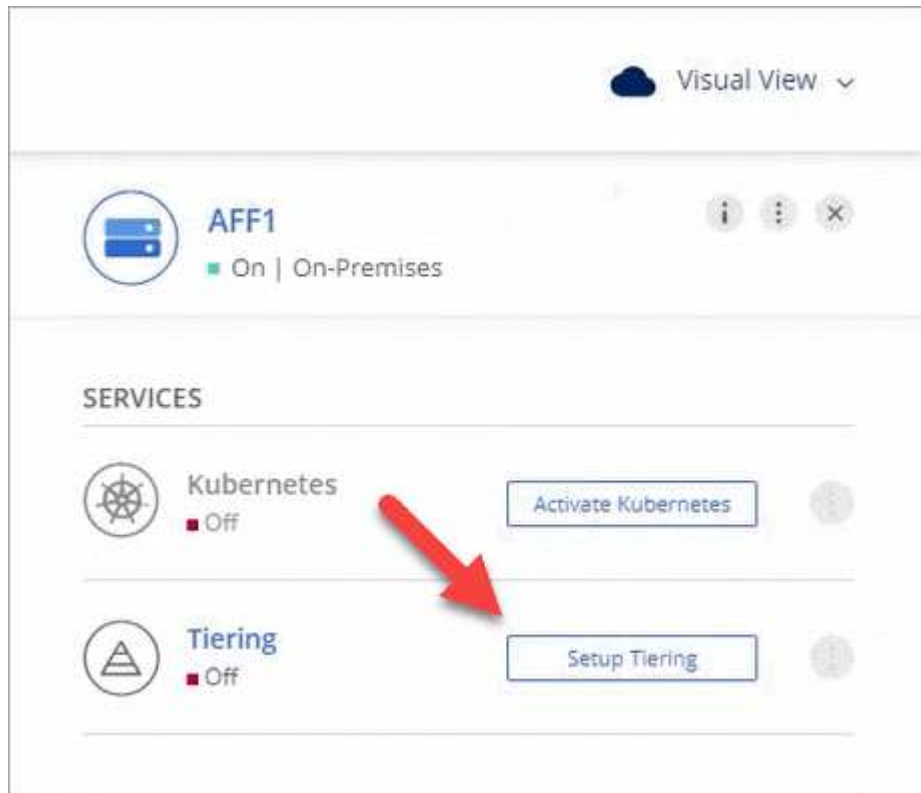 Visual View
AFF1
On | On-Premises
SERVICES
Kubernetes
Off
Activate Kubernetes
Tiering
Off
Setup Tiering